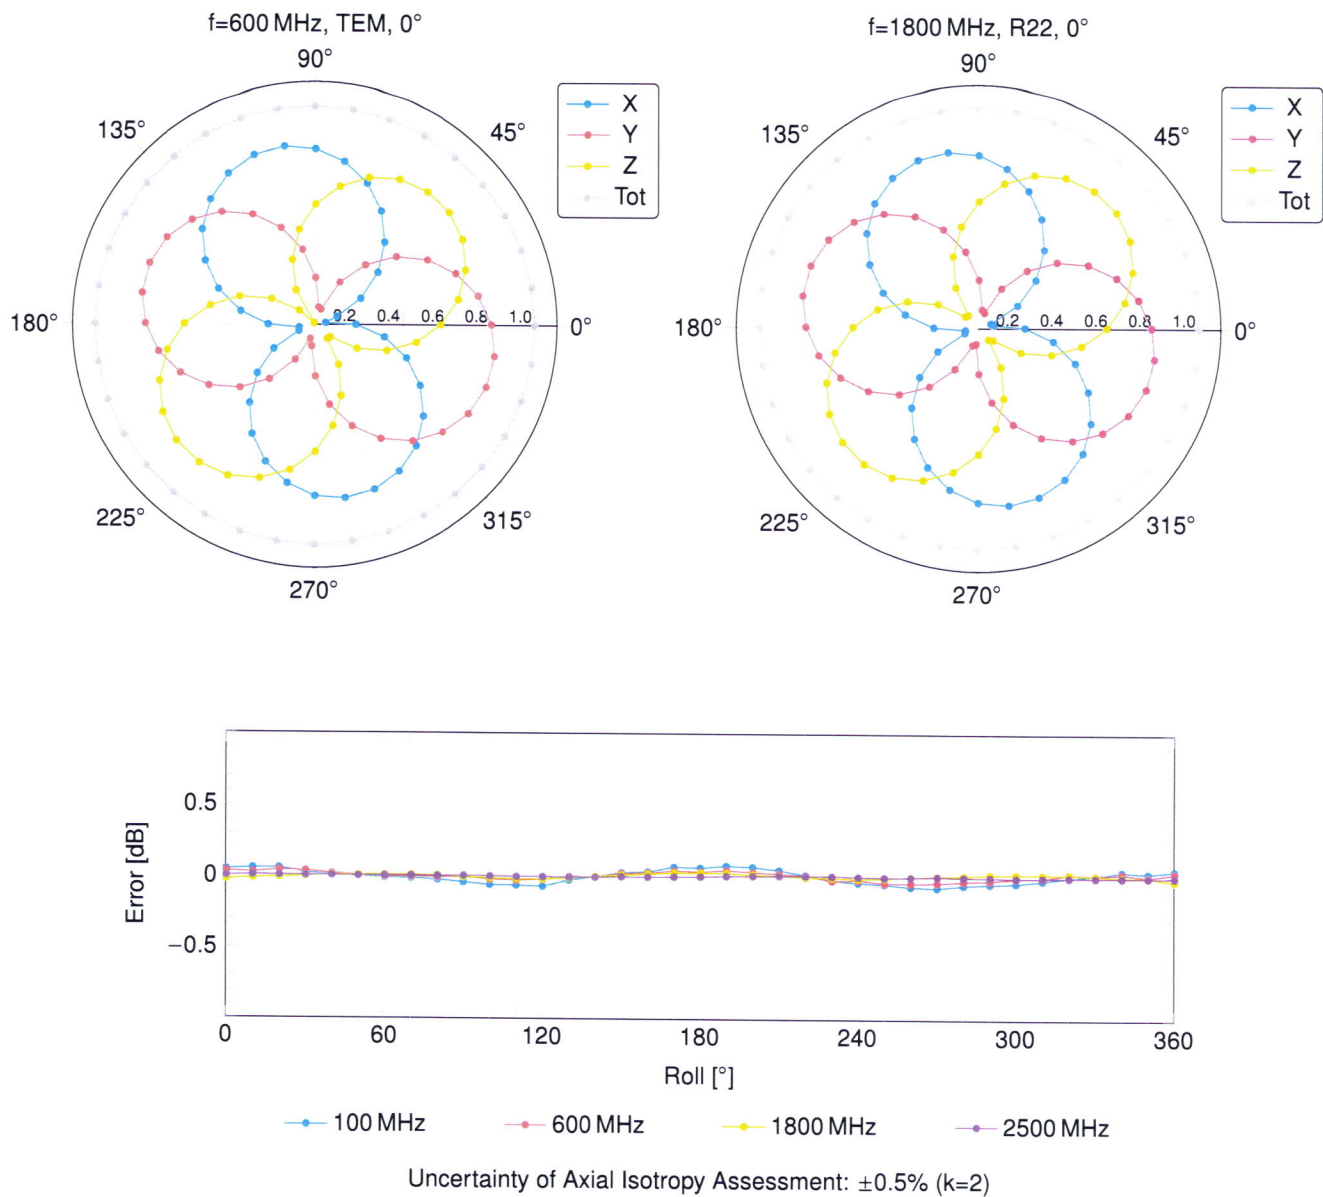 f=600 MHz, TEM, 0°
90°
135°
45°
180°
0°
225°
315°
270°
0.2 0.4 0.6 0.8 1.0
X
Y
Z
Tot
f=1800 MHz, R22, 0°
90°
135°
45°
180°
0°
225°
315°
270°
0.2 0.4 0.6 0.8 1.0
X
Y
Z
Tot
Error [dB]
0.5
0
−0.5
0 60 120 180 240 300 360
Roll [°]
100 MHz 600 MHz 1800 MHz 2500 MHz
Uncertainty of Axial Isotropy Assessment: ±0.5% (k=2)